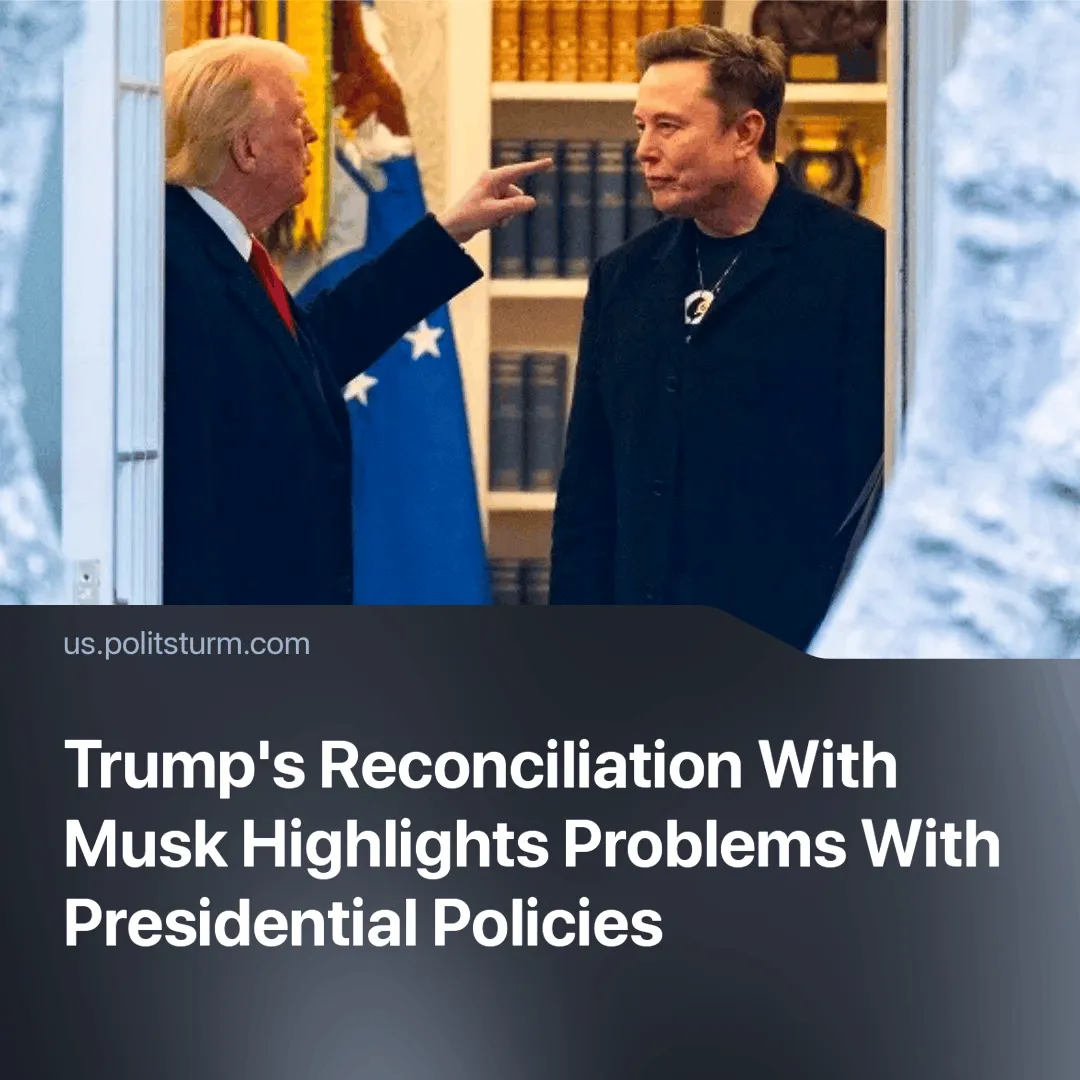 us.politsturm.com
Trump's Reconciliation With
Musk Highlights Problems With
Presidential Policies